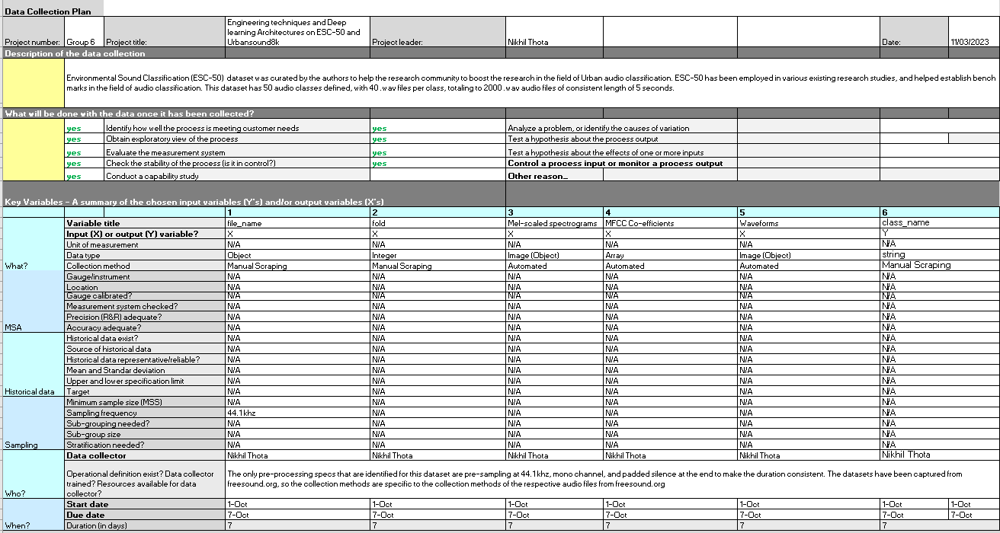 Data Collection Plan
Project number: Group 6 Project title: Engineering techniques and Deep learning Architectures on ESC-50 and Urbansound8k Project leader: Nikhil Thota Date: 11/03/2023
Description of the data collection
Environmental Sound Classification (ESC-50) dataset was curated by the authors to help the research community to boost the research in the field of Urban audio classification. ESC-50 has been employed in various existing research studies, and helped establish bench
marks in the field of audio classification. This dataset has 50 audio classes defined, with 40 .wav files per class, totaling to 2000 .wav audio files of consistent length of 5 seconds.
What will be done with the data once it has been collected?
yes Identify how well the process is meeting customer needs yes Analyze a problem, or identify the causes of variation
yes Obtain exploratory view of the process yes Test a hypothesis about the process output
yes Evaluate the measurement system yes Test a hypothesis about the effects of one or more inputs
yes Check the stability of the process (is it in control?) yes Control a process input or monitor a process output
yes Conduct a capability study Other reason...
Key Variables - A summary of the chosen input variables (Y's) and/or output variables (X's)
1 2 3 4 5 6
Variable title file_name fold Mel-scaled spectrograms MFCC Co-efficients Waveforms class_name
Input (X) or output (Y) variable? X X X X X Y
Unit of measurement N/A N/A N/A N/A N/A N/A
Data type Object Integer Image (Object) Array Image (Object) string
What? Collection method Manual Scraping Manual Scraping Automated Automated Automated Manual Scraping
Gauge/instrument N/A N/A N/A N/A N/A N/A
Location N/A N/A N/A N/A N/A N/A
Gauge calibrated? N/A N/A N/A N/A N/A N/A
Measurement system checked? N/A N/A N/A N/A N/A N/A
Precision (R&R) adequate? N/A N/A N/A N/A N/A N/A
MSA Accuracy adequate? N/A N/A N/A N/A N/A N/A
Historical data exist? N/A N/A N/A N/A N/A N/A
Source of historical data N/A N/A N/A N/A N/A N/A
Historical data representative/reliable? N/A N/A N/A N/A N/A N/A
Mean and Standar deviation N/A N/A N/A N/A N/A N/A
Upper and lower specification limit N/A N/A N/A N/A N/A N/A
Historical data Target N/A N/A N/A N/A N/A N/A
Minimum sample size (MSS) N/A N/A N/A N/A N/A N/A
Sampling frequency 44.1khz N/A N/A N/A N/A N/A
Sub-grouping needed? N/A N/A N/A N/A N/A N/A
Sub-group size N/A N/A N/A N/A N/A N/A
Sampling Stratification needed? N/A N/A N/A N/A N/A N/A
Data collector Nikhil Thota Nikhil Thota Nikhil Thota Nikhil Thota Nikhil Thota Nikhil Thota
Who? Operational definition exist? Data collector trained? Resources available for data collector?
The only pre-processing specs that are identified for this dataset are pre-sampling at 44.1khz, mono channel, and padded silence at the end to make the duration consistent. The datasets have been captured from
freesound.org, so the collection methods are specific to the collection methods of the respective audio files from freesound.org
Start date 1-Oct 1-Oct 1-Oct 1-Oct 1-Oct 1-Oct 1-Oct
Due date 7-Oct 7-Oct 7-Oct 7-Oct 7-Oct 7-Oct 7-Oct
When? Duration (in days) 7 7 7 7 7 7 7